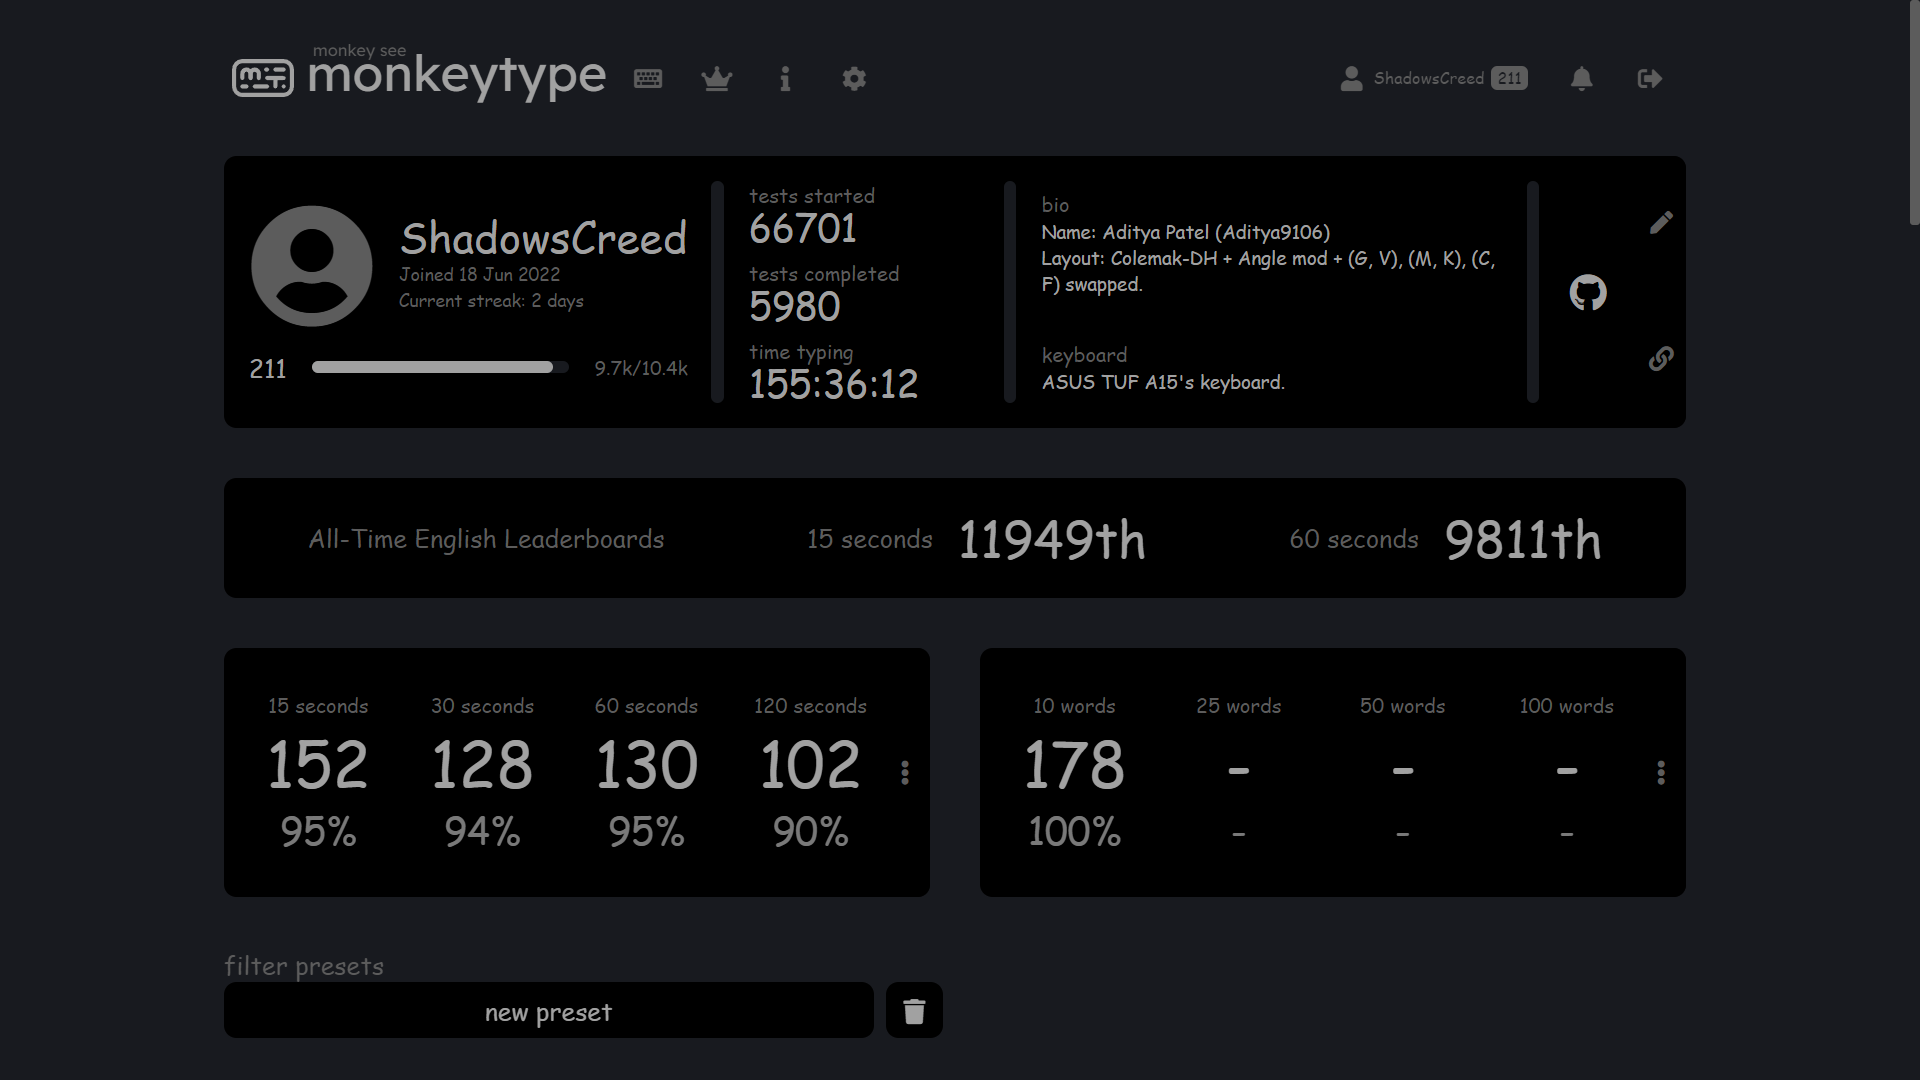 monkey see
monkeytype
ShadowsCreed 211
ShadowsCreed
Joined 18 Jun 2022
Current streak: 2 days
211 9.7k/10.4k
tests started
66701
tests completed
5980
time typing
155:36:12
bio
Name: Aditya Patel (Aditya9106)
Layout: Colemak-DH + Angle mod + (G, V), (M, K), (C,
F) swapped.
keyboard
ASUS TUF A15's keyboard.
All-Time English Leaderboards 15 seconds 11949th 60 seconds 9811th
15 seconds 30 seconds 60 seconds 120 seconds
152 128 130 102
95% 94% 95% 90%
10 words 25 words 50 words 100 words
178 - - -
100% - - -
filter presets
new preset